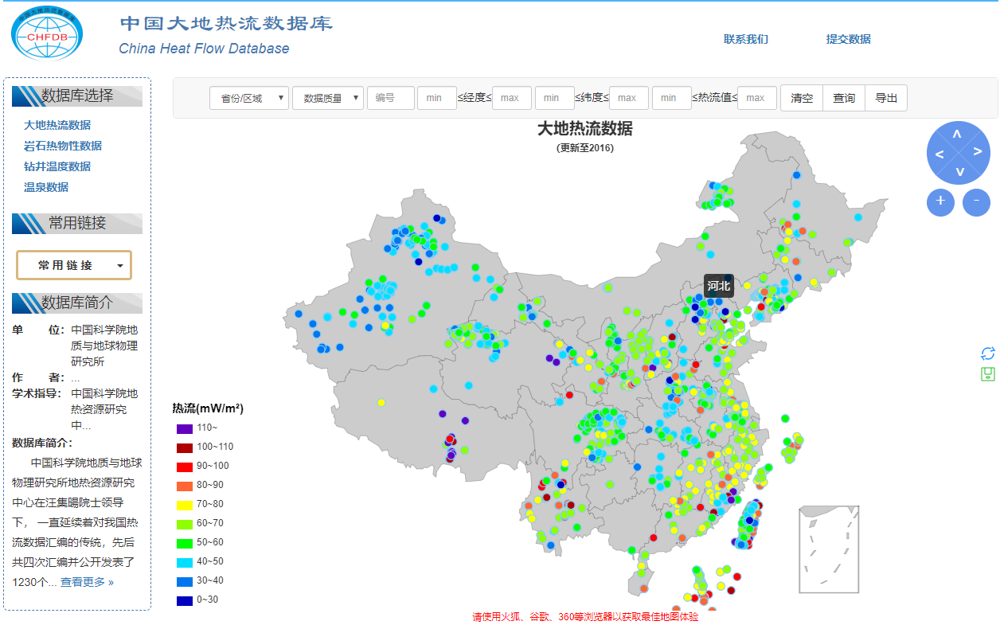 中国大地热流数据库
CHFDB
中国大地热流数据库
China Heat Flow Database
联系我们
提交数据
数据库选择
大地热流数据
岩石热物性数据
钻井温度数据
温泉数据
常用链接
常 用 链 接
数据库简介
单 位： 中国科学院地
质与地球物理
研究所
作 者： ...
学术指导： 中国科学院地
热资源研究
中...
数据库简介：
中国科学院地质与地球
物理研究所地热资源研究
中心在汪集暘院士领导
下， 一直延续着对我国热
流数据汇编的传统，先后
共四次汇编并公开发表了
1230个... 查看更多 »
省份/区域 数据质量 编号 min ≤经度≤ max min ≤纬度≤ max min ≤热流值≤ max 清空 查询 导出
大地热流数据
(更新至2016)
河北
热流(mW/m²)
110~
100~110
90~100
80~90
70~80
60~70
50~60
40~50
30~40
0~30
请使用火狐、谷歌、360等浏览器以获取最佳地图体验